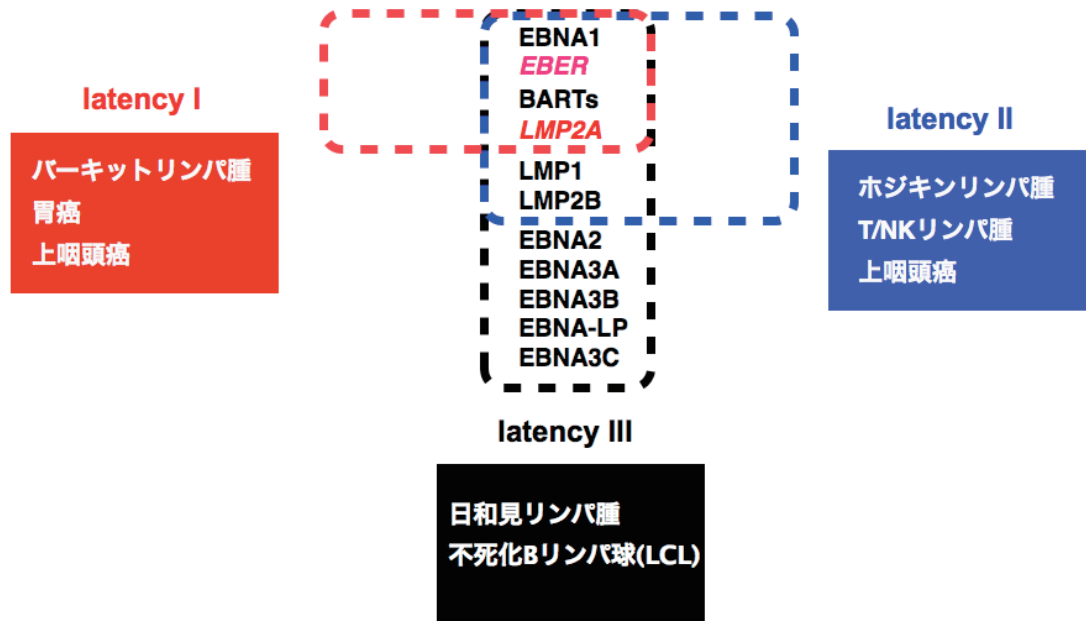 EBNA1
EBER
BARTs
LMP2A
LMP1
LMP2B
EBNA2
EBNA3A
EBNA3B
EBNA-LP
EBNA3C
latency I
バーキットリンパ腫
胃癌
上咽頭癌
latency II
ホジキンリンパ腫
T/NKリンパ腫
上咽頭癌
latency III
日和見リンパ腫
不死化Bリンパ球(LCL)